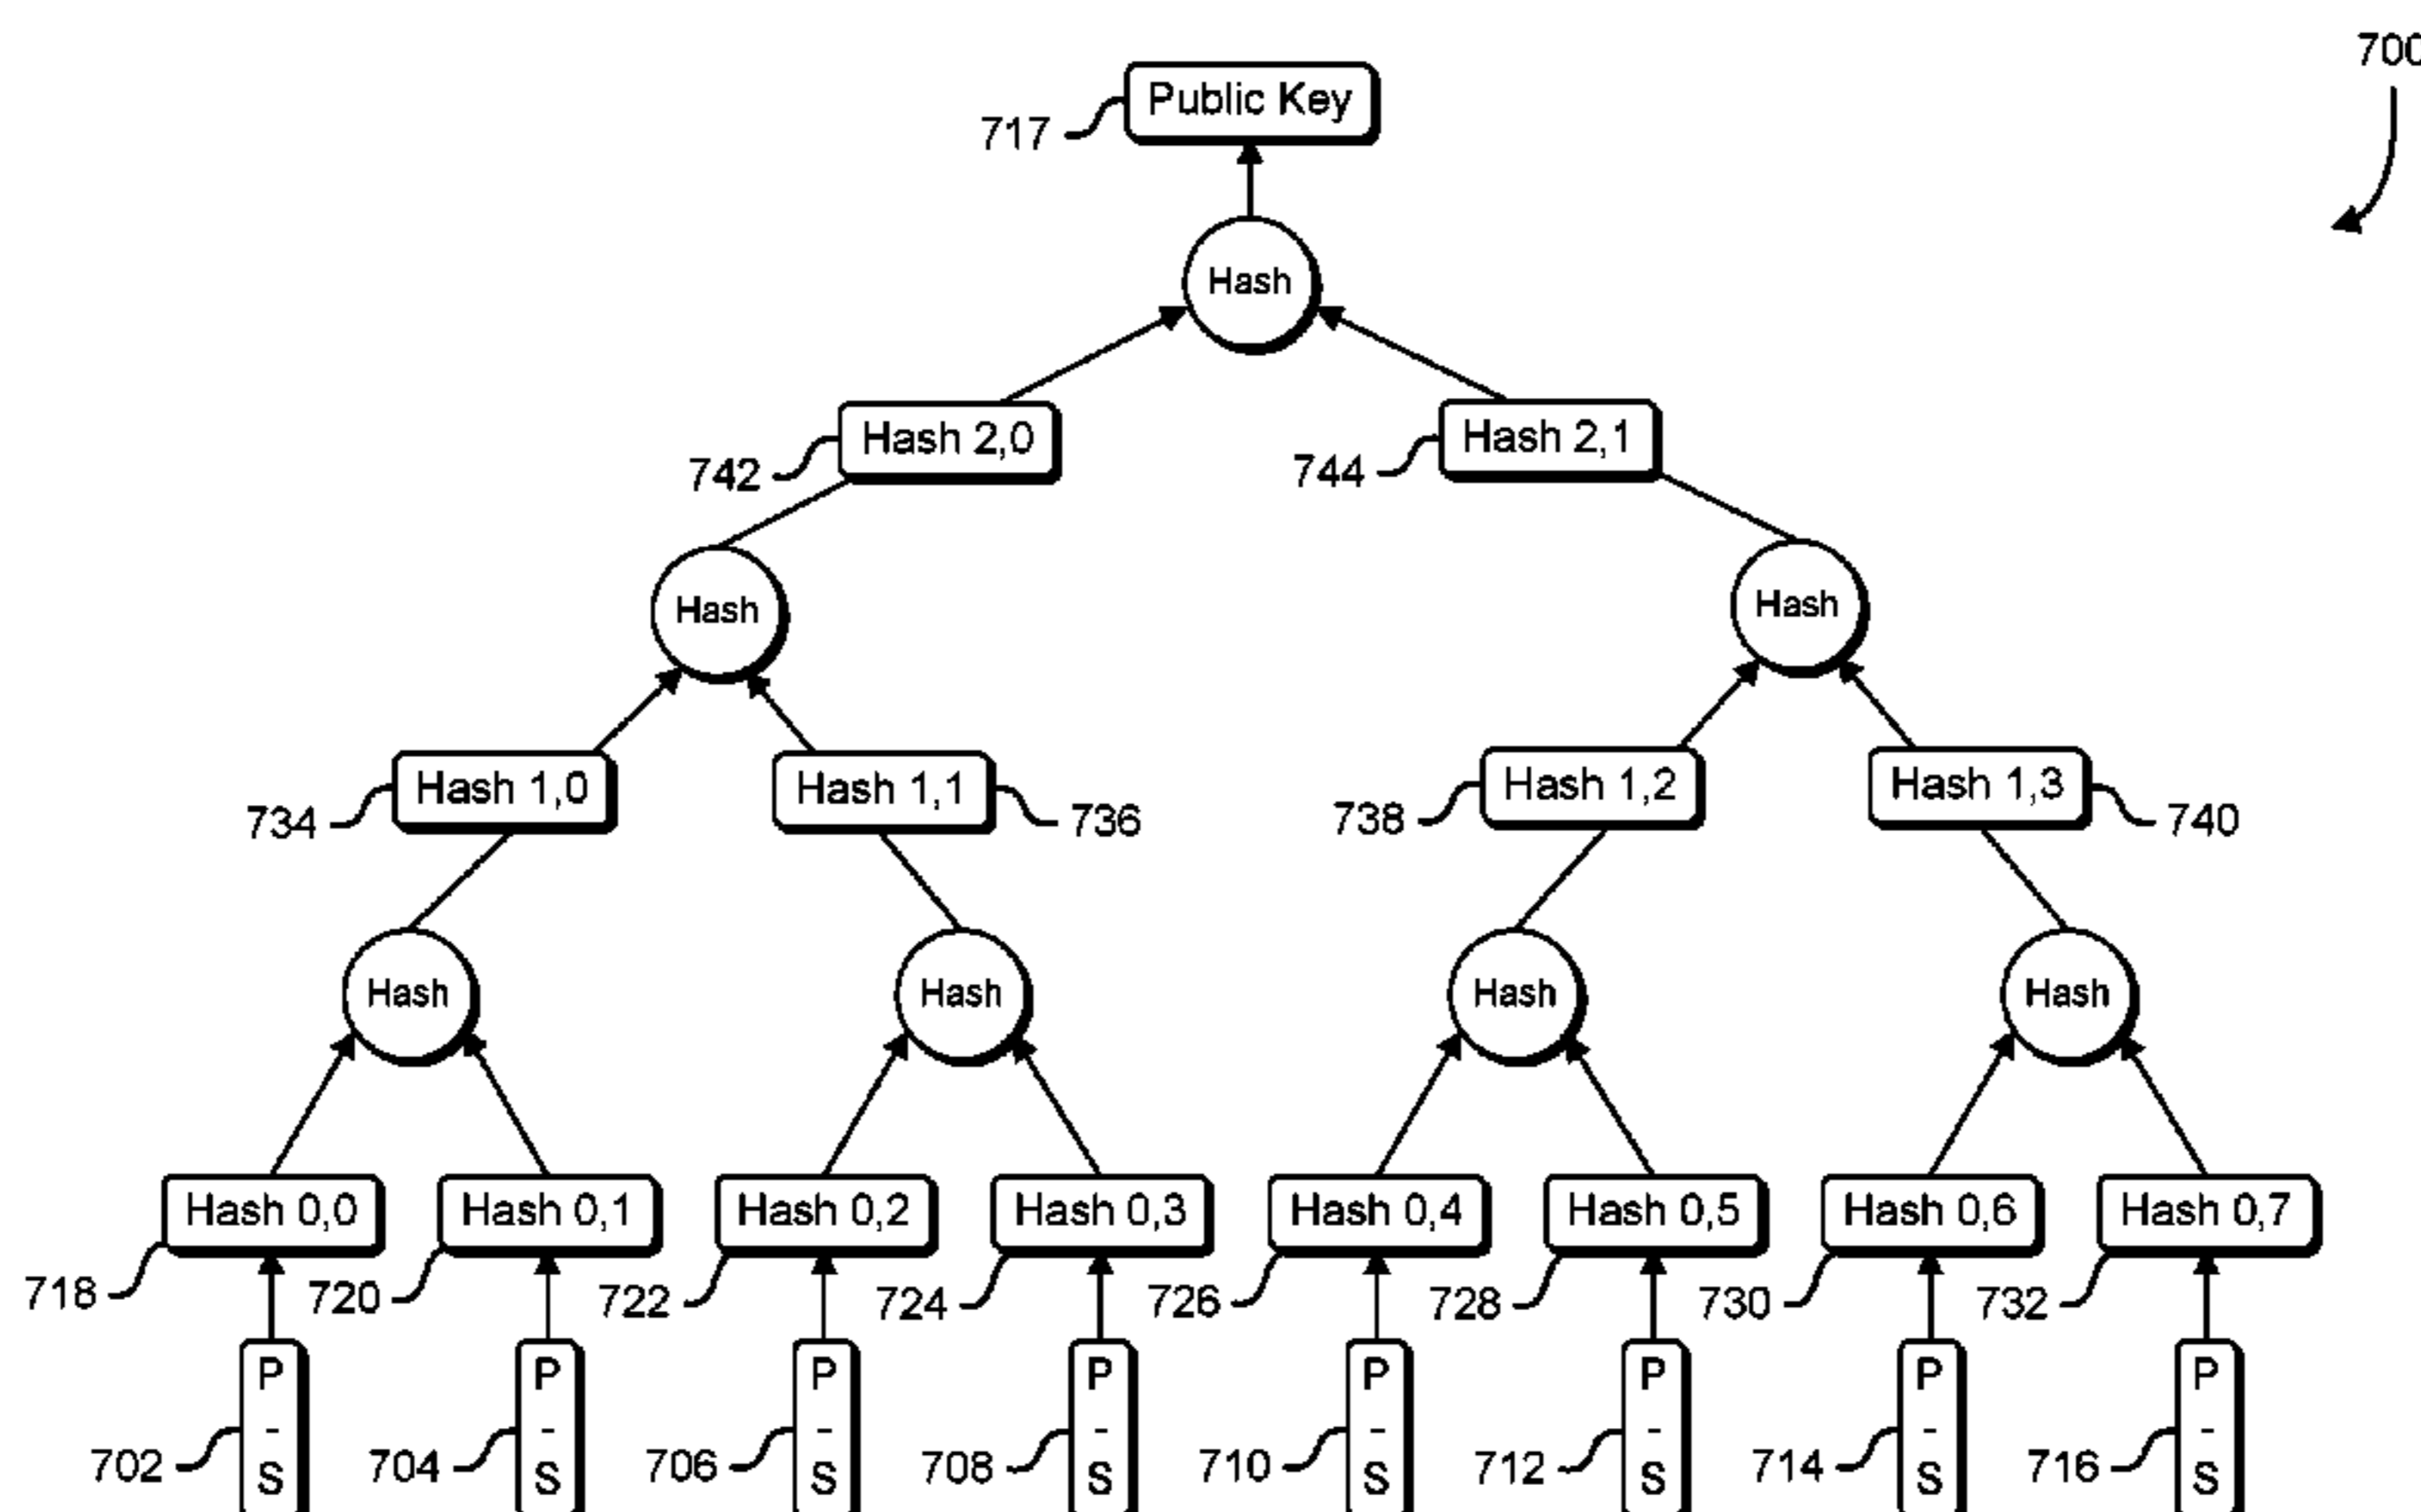 700
Public Key
717
Hash
Hash 2,0
Hash 2,1
742
744
Hash
Hash
Hash 1,0
Hash 1,1
Hash 1,2
Hash 1,3
734
736
738
740
Hash
Hash
Hash
Hash
Hash 0,0
Hash 0,1
Hash 0,2
Hash 0,3
Hash 0,4
Hash 0,5
Hash 0,6
Hash 0,7
718
720
722
724
726
728
730
732
P
-
S
P
-
S
P
-
S
P
-
S
P
-
S
P
-
S
P
-
S
P
-
S
702
704
706
708
710
712
714
716